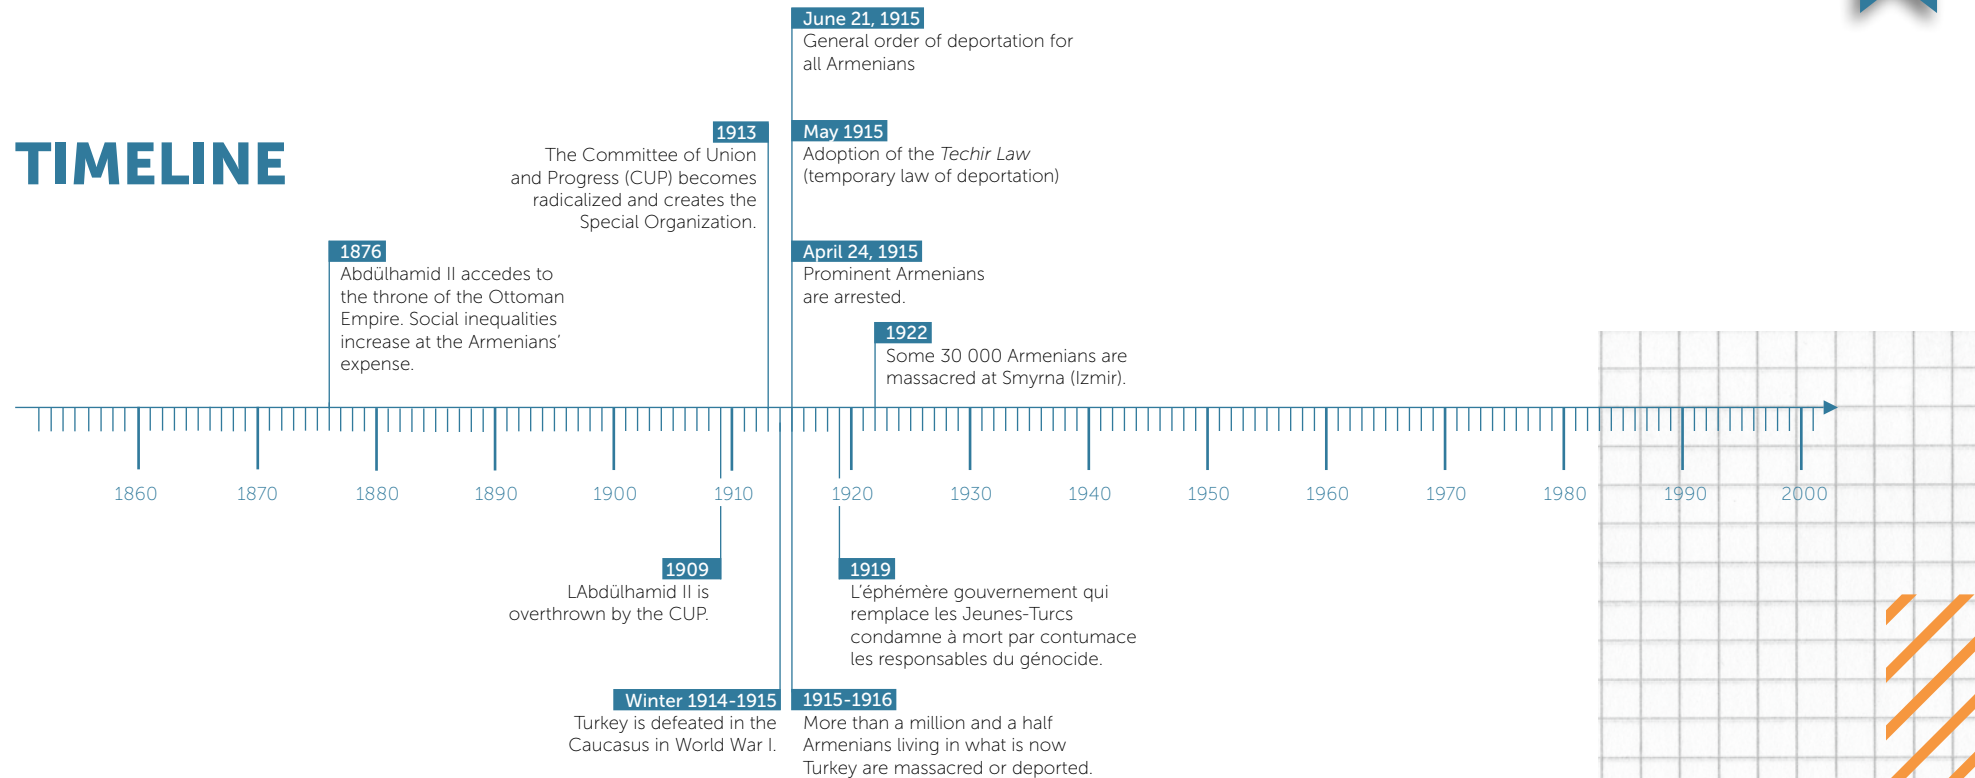 TIMELINE
June 21, 1915
General order of deportation for
all Armenians
1913
The Committee of Union
and Progress (CUP) becomes
radicalized and creates the
Special Organization.
May 1915
Adoption of the Techir Law
(temporary law of deportation)
1876
Abdülhamid II accedes to
the throne of the Ottoman
Empire. Social inequalities
increase at the Armenians’
expense.
April 24, 1915
Prominent Armenians
are arrested.
1922
Some 30 000 Armenians are
massacred at Smyrna (Izmir).
1860 1870 1880 1890 1900 1910 1920 1930 1940 1950 1960 1970 1980 1990 2000
1909
LAbdülhamid II is
overthrown by the CUP.
1919
L’éphémère gouvernement qui
remplace les Jeunes-Turcs
condamne à mort par contumace
les responsables du génocide.
Winter 1914-1915
Turkey is defeated in the
Caucasus in World War I.
1915-1916
More than a million and a half
Armenians living in what is now
Turkey are massacred or deported.